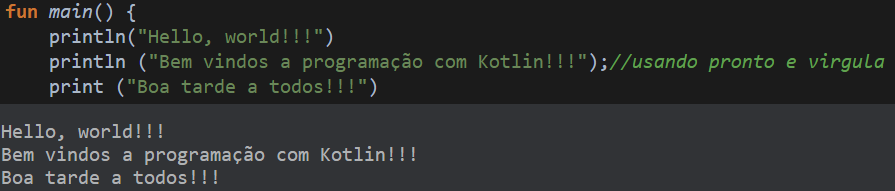 fun main() {
    println("Hello, world!!!")
    println ("Bem vindos a programação com Kotlin!!!");//usando pronto e virgula
    print ("Boa tarde a todos!!!")
Hello, world!!!
Bem vindos a programação com Kotlin!!!
Boa tarde a todos!!!